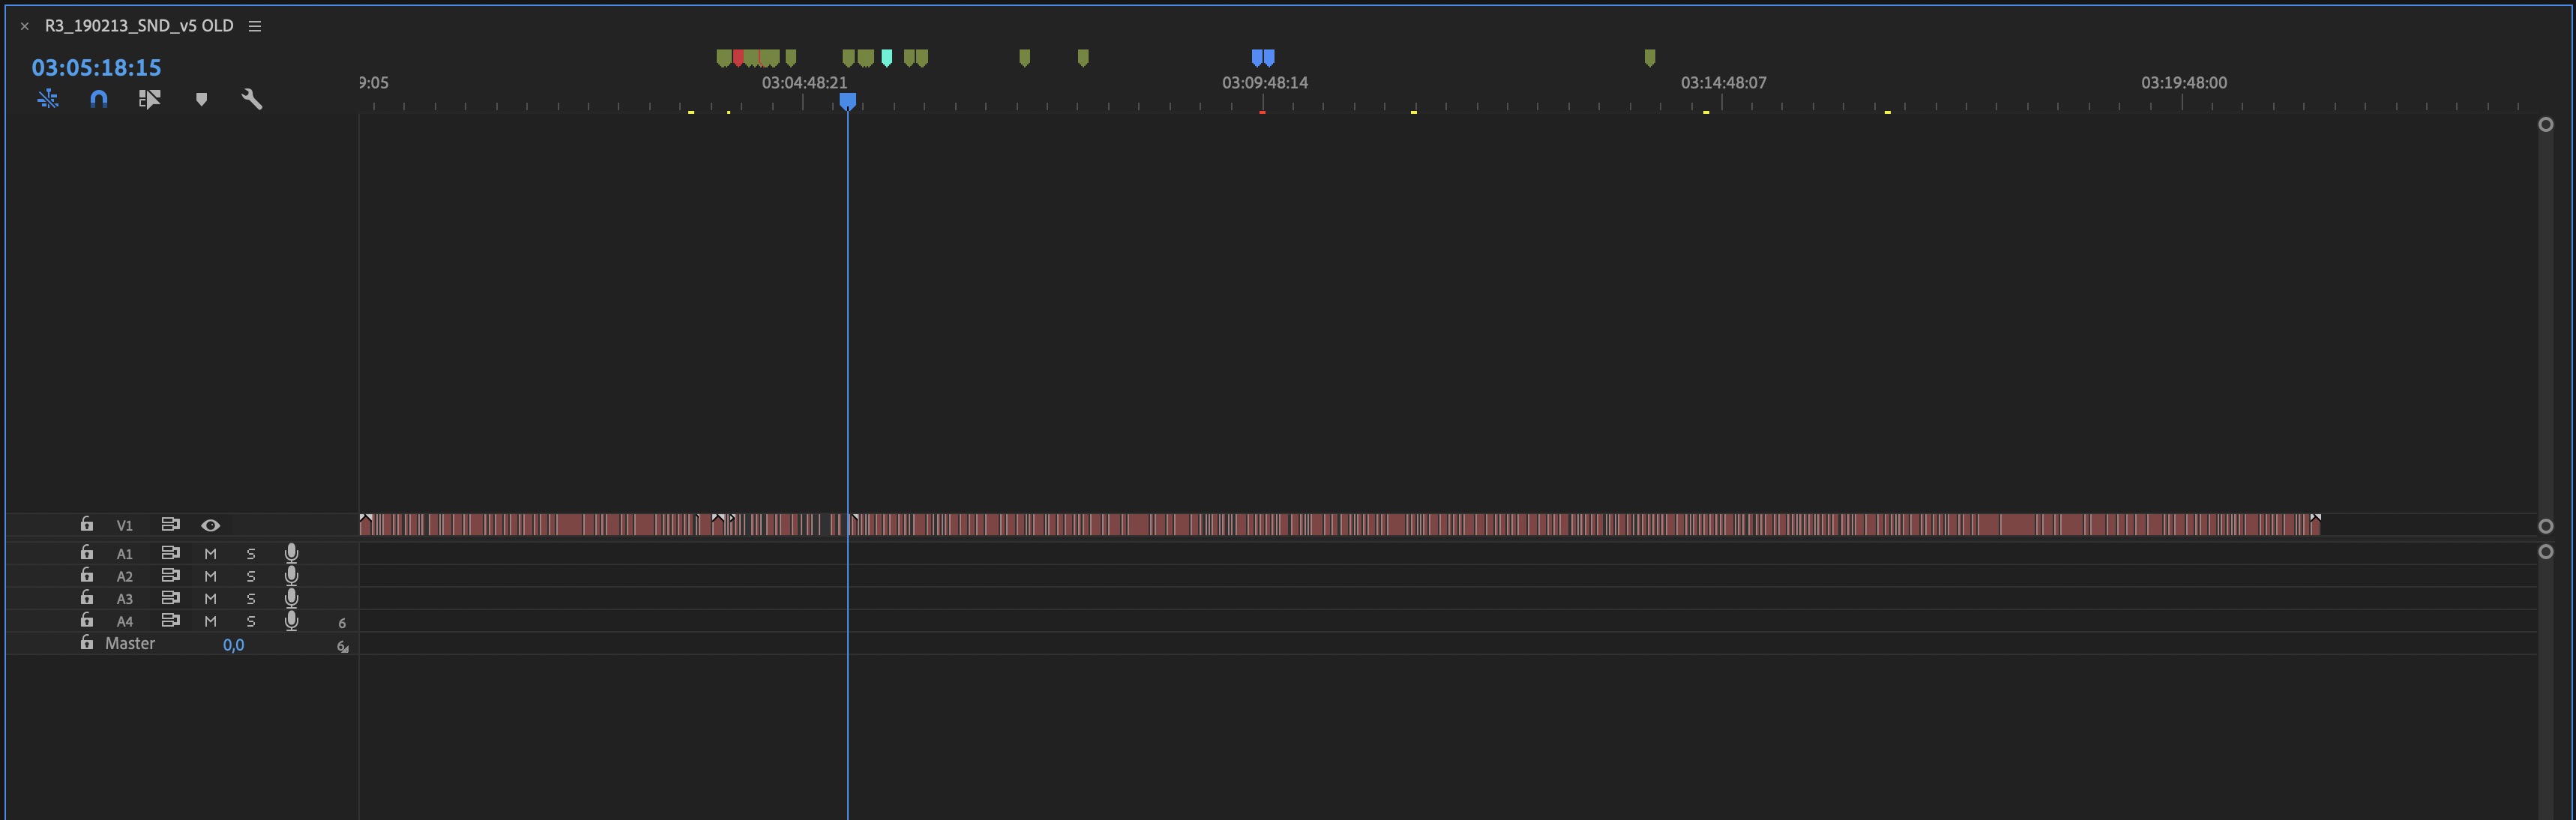 R3_190213_SND_v5 OLD
03:05:18:15
9:05 03:04:48:21 03:09:48:14 03:14:48:07 03:19:48:00
V1
A1 M S
A2 M S
A3 M S
A4 M S 6
Master 0,0 6